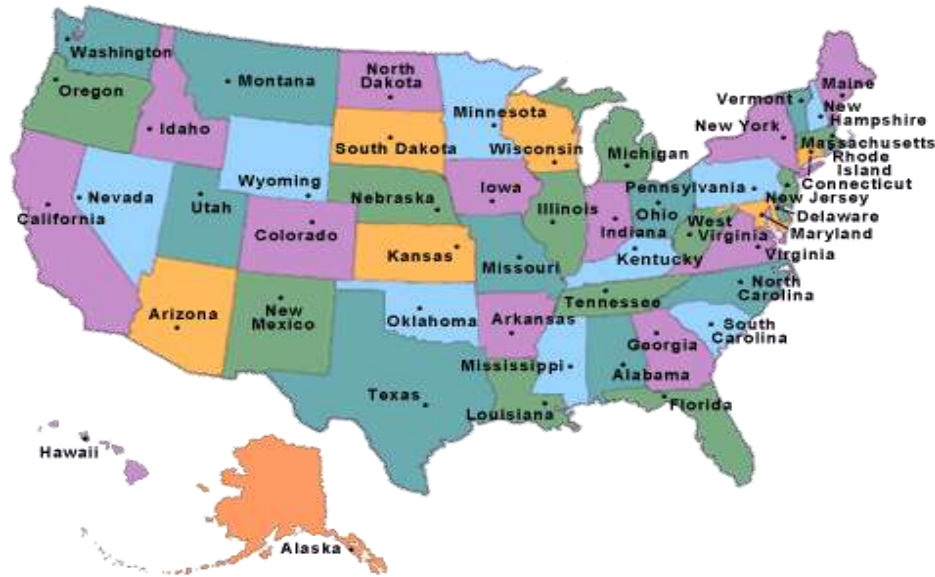 Washington
Montana
North
Dakota
Minnesota
Maine
Vermont
New
Hampshire
Oregon
Idaho
South Dakota
Wisconsin
Michigan
New York
Massachusetts
Rhode
Island
Connecticut
Wyoming
Nebraska
Iowa
Pennsylvania
New Jersey
Nevada
Utah
Illinois
Ohio
Indiana
West
Virginia
Delaware
Maryland
California
Colorado
Kansas
Missouri
Kentucky
Virginia
Arizona
New
Mexico
Oklahoma
Arkansas
Tennessee
North
Carolina
South
Carolina
Georgia
Mississippi
Alabama
Texas
Louisiana
Florida
Hawaii
Alaska